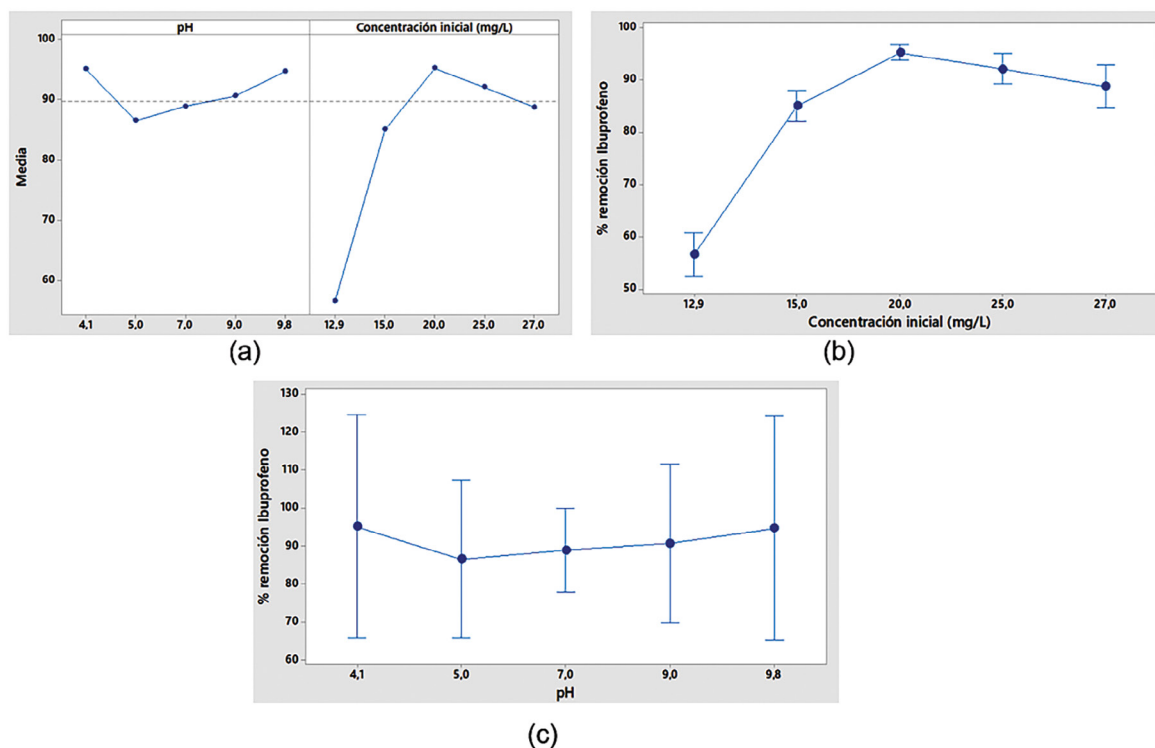 pH Concentración inicial (mg/L)
100
90
80
70
60
Media
4,1 5,0 7,0 9,0 9,8 12,9 15,0 20,0 25,0 27,0
(a)
100
90
80
70
60
50
% remoción Ibuprofeno
12,9 15,0 20,0 25,0 27,0
Concentración inicial (mg/L)
(b)
130
120
110
100
90
80
70
60
% remoción Ibuprofeno
4,1 5,0 7,0 9,0 9,8
pH
(c)